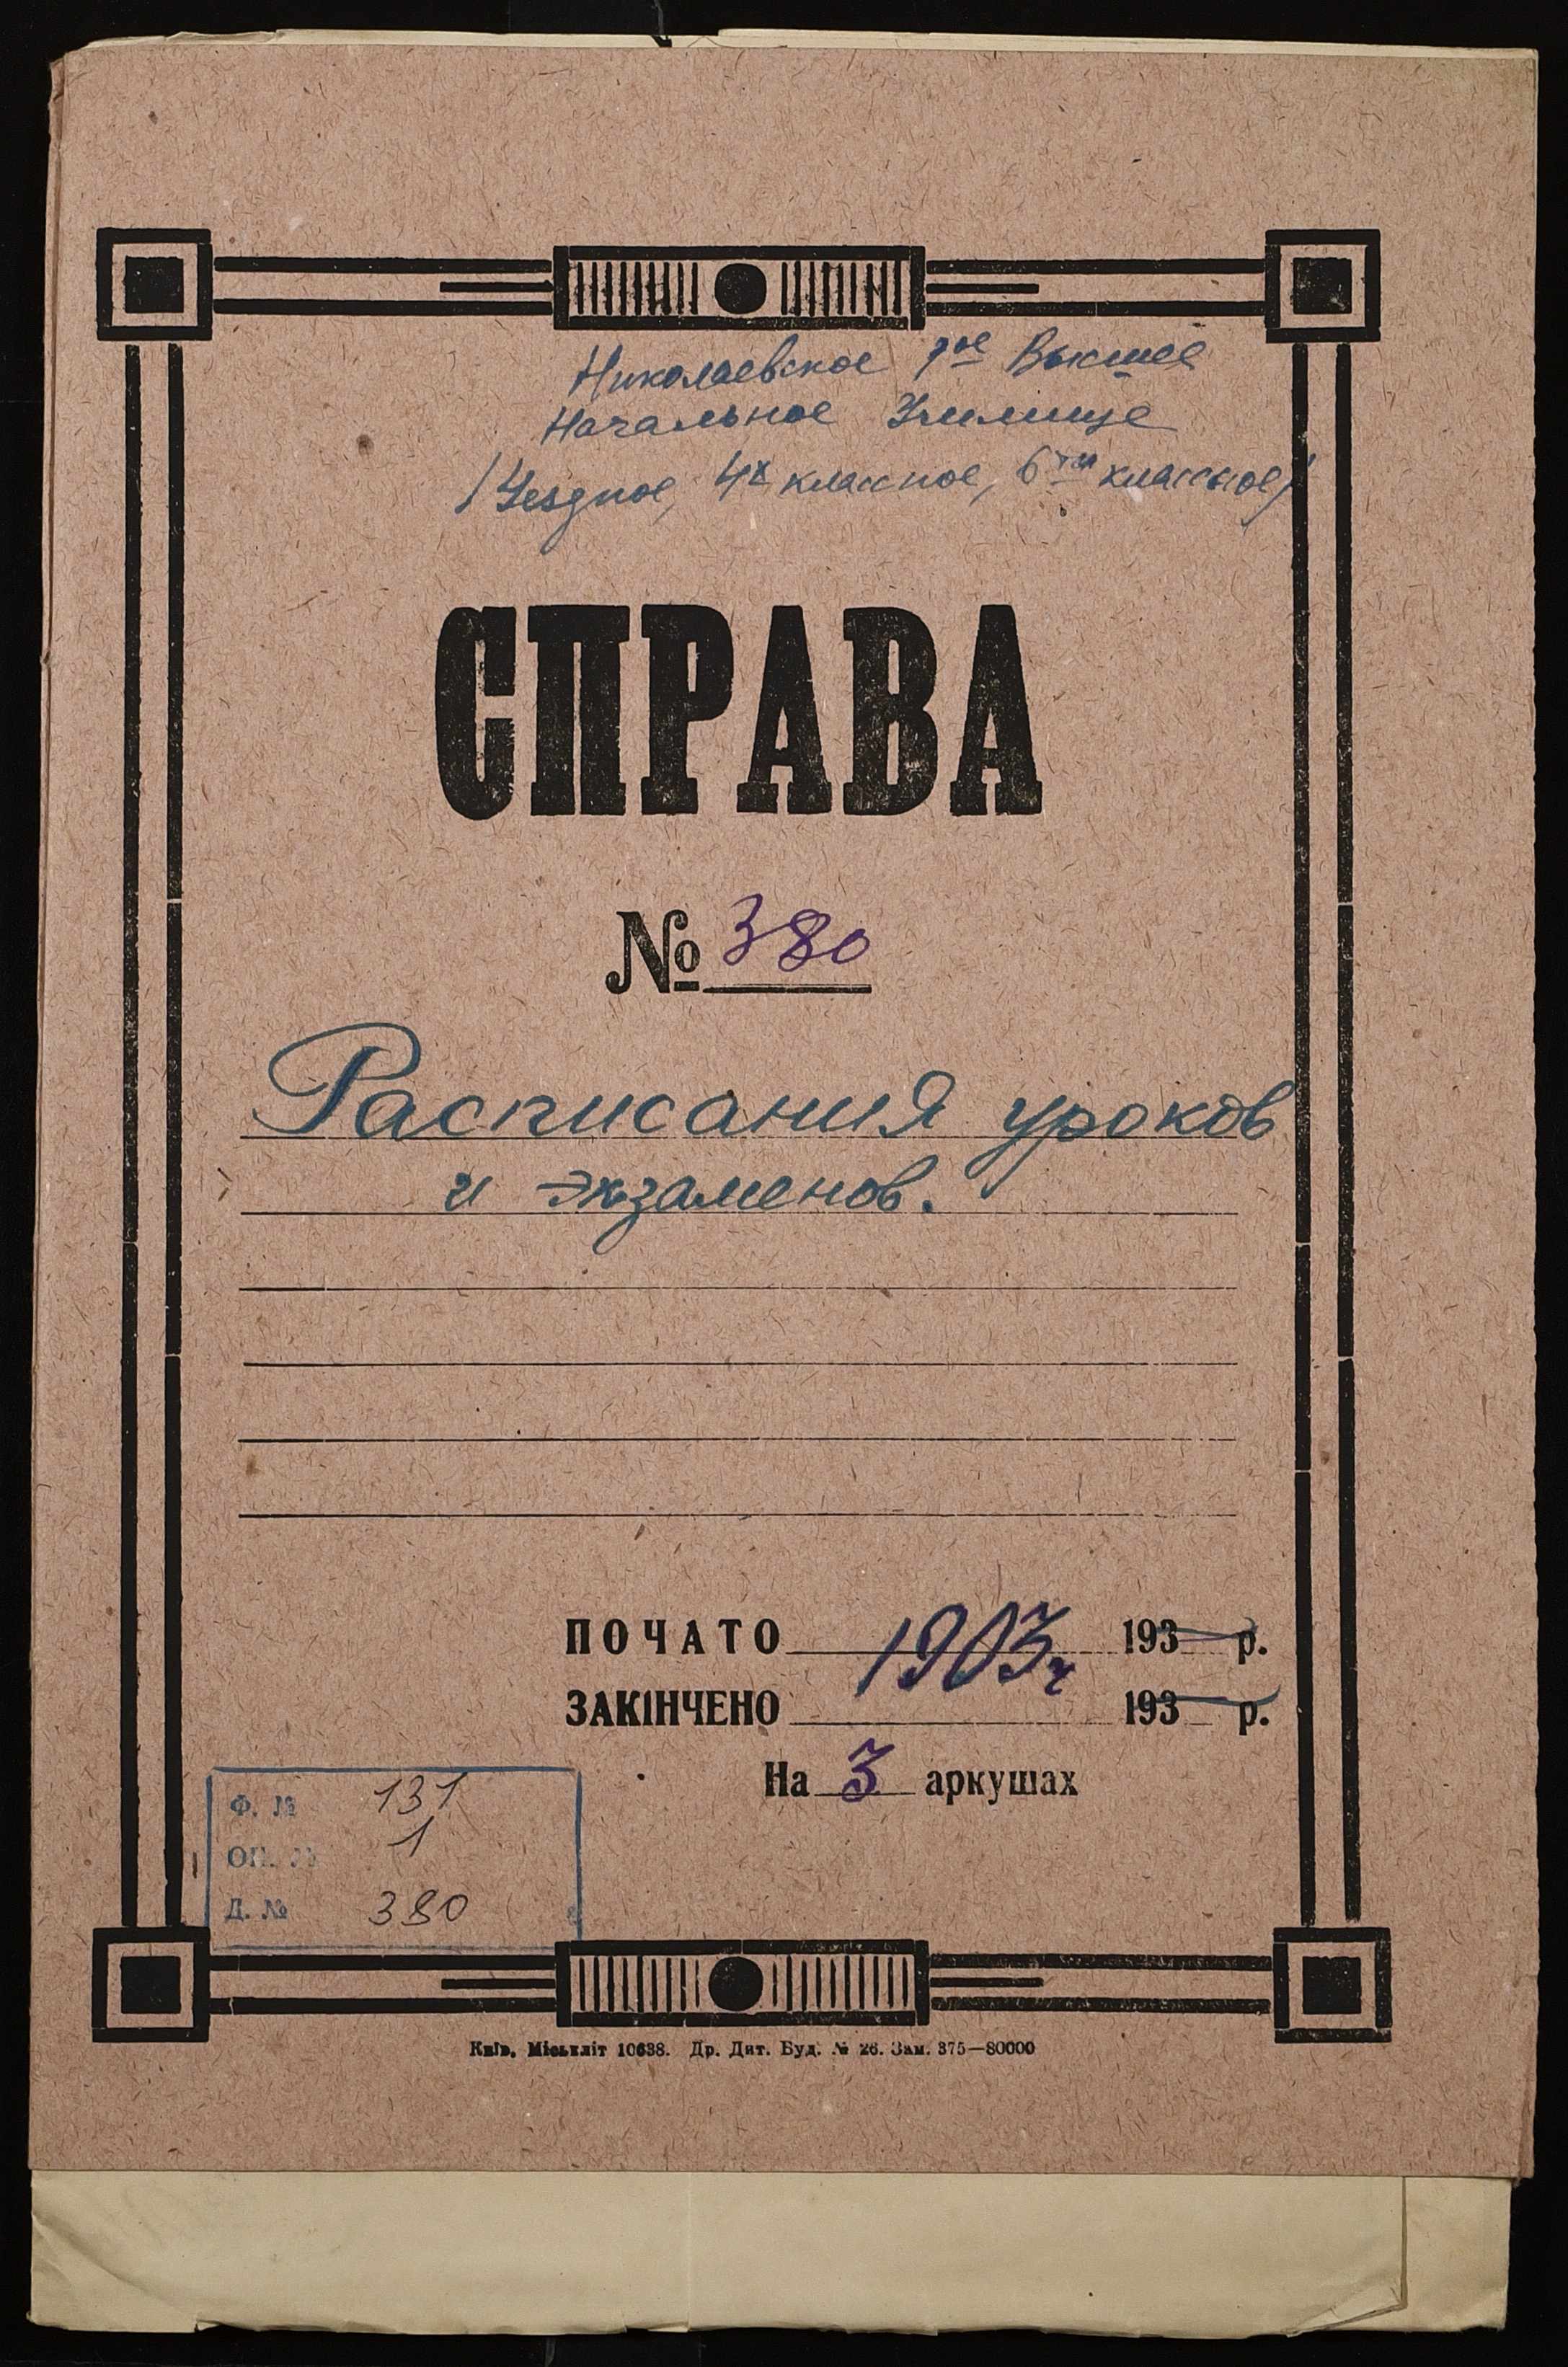 Николаевское 1ое Высшее
Начальное Училище
/Уездное, 4х классное, 6ти классное/
СПРАВА
№ 380
Расписания уроков
и экзаменов.
ПОЧАТО 1903г 193 р.
ЗАКІНЧЕНО 193 р.
На 3 аркушах
Ф. № 131
ОП. № 1
Д. № 380
Київ, Міськліт 10638. Др. Дит. Буд. № 26. Зам. 375—80000